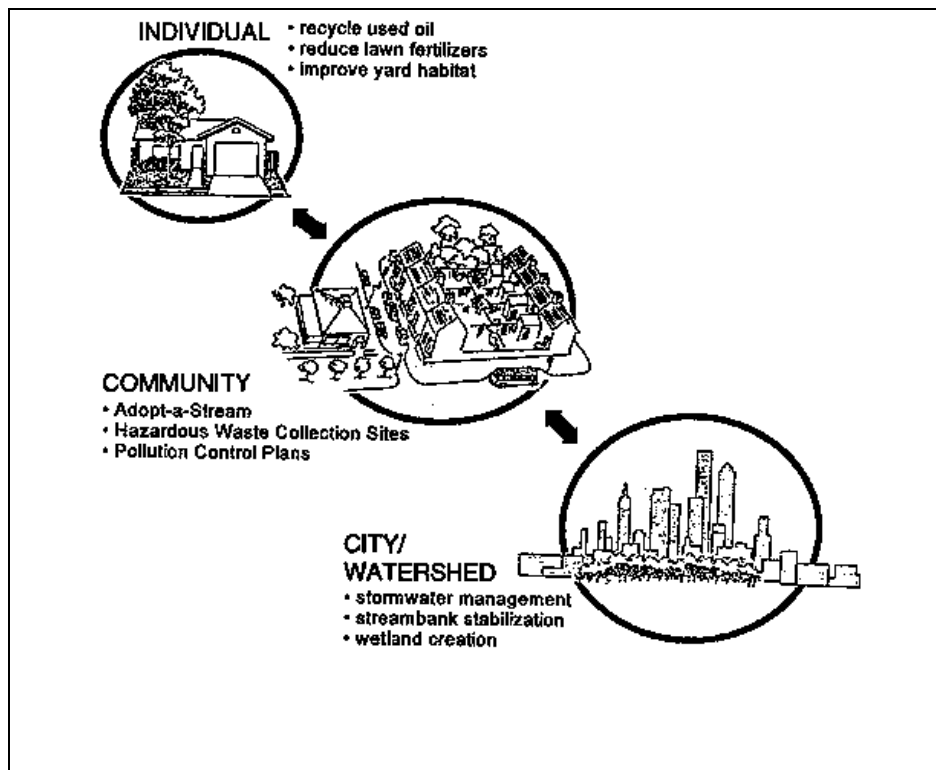 INDIVIDUAL
• recycle used oil
• reduce lawn fertilizers
• improve yard habitat
COMMUNITY
• Adopt-a-Stream
• Hazardous Waste Collection Sites
• Pollution Control Plans
CITY/
WATERSHED
• stormwater management
• streambank stabilization
• wetland creation